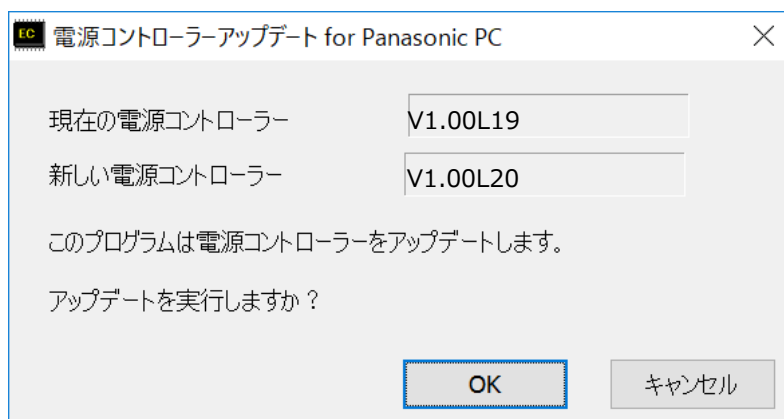 EC 電源コントローラーアップデート for Panasonic PC
現在の電源コントローラー V1.00L19
新しい電源コントローラー V1.00L20
このプログラムは電源コントローラーをアップデートします。
アップデートを実行しますか？
OK キャンセル